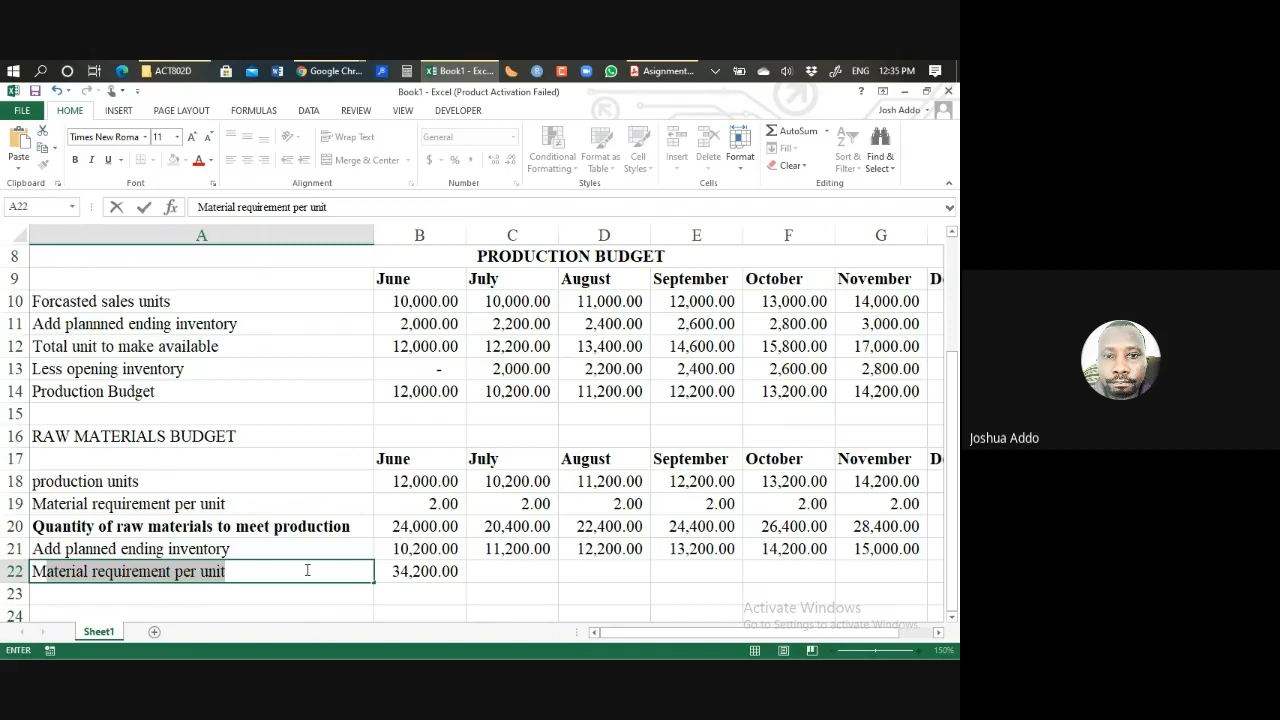 ACT802D
Google Chr...
Book1 - Exc...
Asignment...
ENG
12:35 PM
Book1 - Excel (Product Activation Failed)
FILE HOME INSERT PAGE LAYOUT FORMULAS DATA REVIEW VIEW DEVELOPER
Josh Addo
Paste
Times New Roma 11
B I U A
Wrap Text
Merge & Center
General
$ % ,
Conditional Formatting
Format as Table
Cell Styles
Insert Delete Format
AutoSum
Fill
Clear
Sort & Filter
Find & Select
Clipboard Font Alignment Number Styles Cells Editing
A22 fx Material requirement per unit
A B C D E F G
8 PRODUCTION BUDGET
9 June July August September October November D
10 Forcasted sales units 10,000.00 10,000.00 11,000.00 12,000.00 13,000.00 14,000.00
11 Add plannned ending inventory 2,000.00 2,200.00 2,400.00 2,600.00 2,800.00 3,000.00
12 Total unit to make available 12,000.00 12,200.00 13,400.00 14,600.00 15,800.00 17,000.00
13 Less opening inventory - 2,000.00 2,200.00 2,400.00 2,600.00 2,800.00
14 Production Budget 12,000.00 10,200.00 11,200.00 12,200.00 13,200.00 14,200.00
15
16 RAW MATERIALS BUDGET
17 June July August September October November D
18 production units 12,000.00 10,200.00 11,200.00 12,200.00 13,200.00 14,200.00
19 Material requirement per unit 2.00 2.00 2.00 2.00 2.00 2.00
20 Quantity of raw materials to meet production 24,000.00 20,400.00 22,400.00 24,400.00 26,400.00 28,400.00
21 Add planned ending inventory 10,200.00 11,200.00 12,200.00 13,200.00 14,200.00 15,000.00
22 Material requirement per unit 34,200.00
23
24
Activate Windows
Go to Settings to activate Windows.
Sheet1
ENTER
150%
Joshua Addo